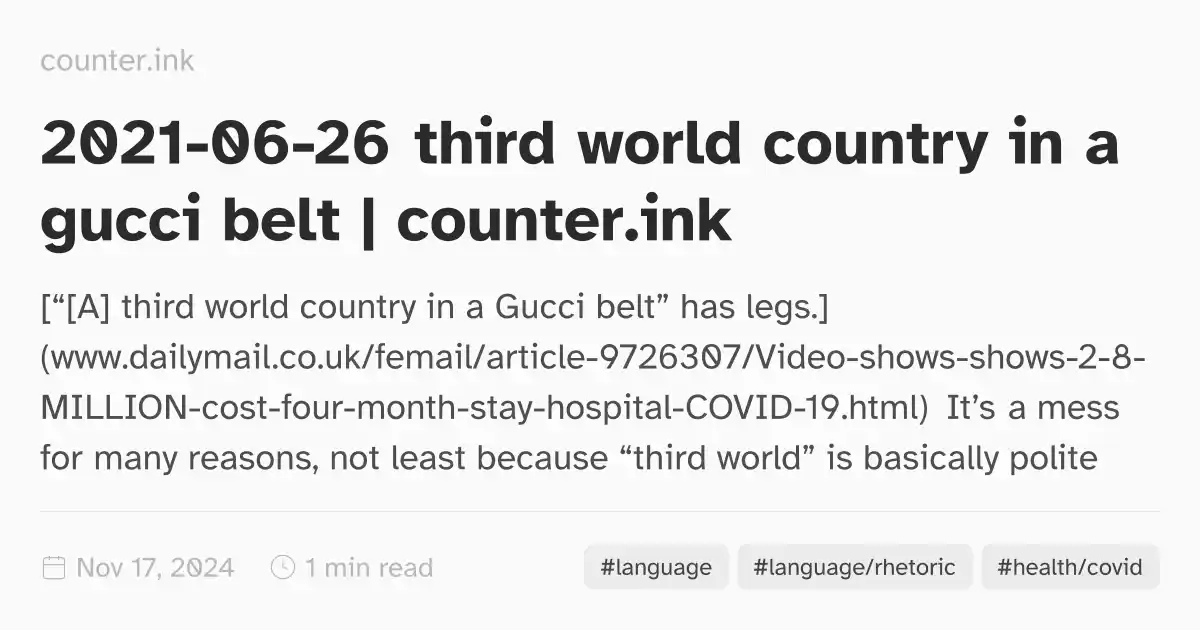 counter.ink
2021-06-26 third world country in a
gucci belt | counter.ink
[“[A] third world country in a Gucci belt” has legs.]
(www.dailymail.co.uk/femail/article-9726307/Video-shows-shows-2-8-
MILLION-cost-four-month-stay-hospital-COVID-19.html)  It’s a mess
for many reasons, not least because “third world” is basically polite
Nov 17, 2024 1 min read #language #language/rhetoric #health/covid